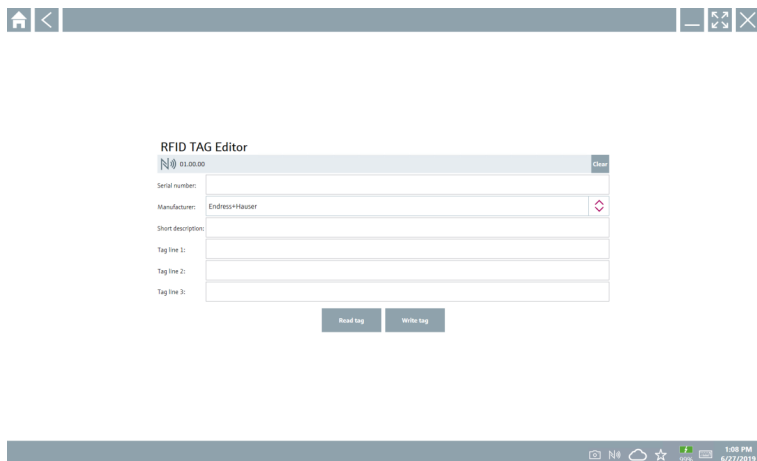 RFID TAG Editor
01.00.00 Clear
Serial number:
Manufacturer: Endress+Hauser
Short description:
Tag line 1:
Tag line 2:
Tag line 3:
Read tag Write tag
99% 1:08 PM
6/27/2019